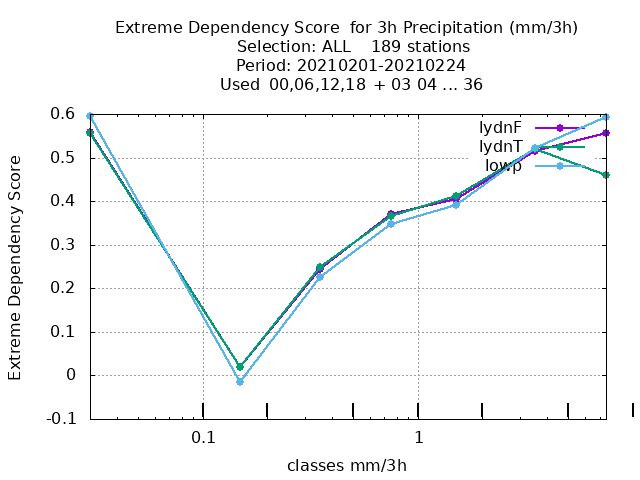 Extreme Dependency Score  for 3h Precipitation (mm/3h)
Selection: ALL    189 stations
Period: 20210201-20210224
Used  00,06,12,18  + 03 04 ... 36
lydnF
lydnT
lowp
Extreme Dependency Score
0.6
0.5
0.4
0.3
0.2
0.1
0
-0.1
0.1
1
classes mm/3h